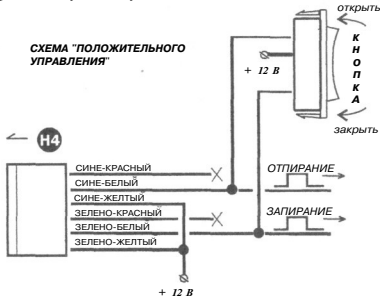 открыть
СХЕМА "ПОЛОЖИТЕЛЬНОГО
УПРАВЛЕНИЯ"
КНОПКА
+ 12 В
закрыть
H4
СИНЕ-КРАСНЫЙ
СИНЕ-БЕЛЫЙ
СИНЕ-ЖЕЛТЫЙ
ЗЕЛЕНО-КРАСНЫЙ
ЗЕЛЕНО-БЕЛЫЙ
ЗЕЛЕНО-ЖЕЛТЫЙ
ОТПИРАНИЕ
ЗАПИРАНИЕ
+ 12 В